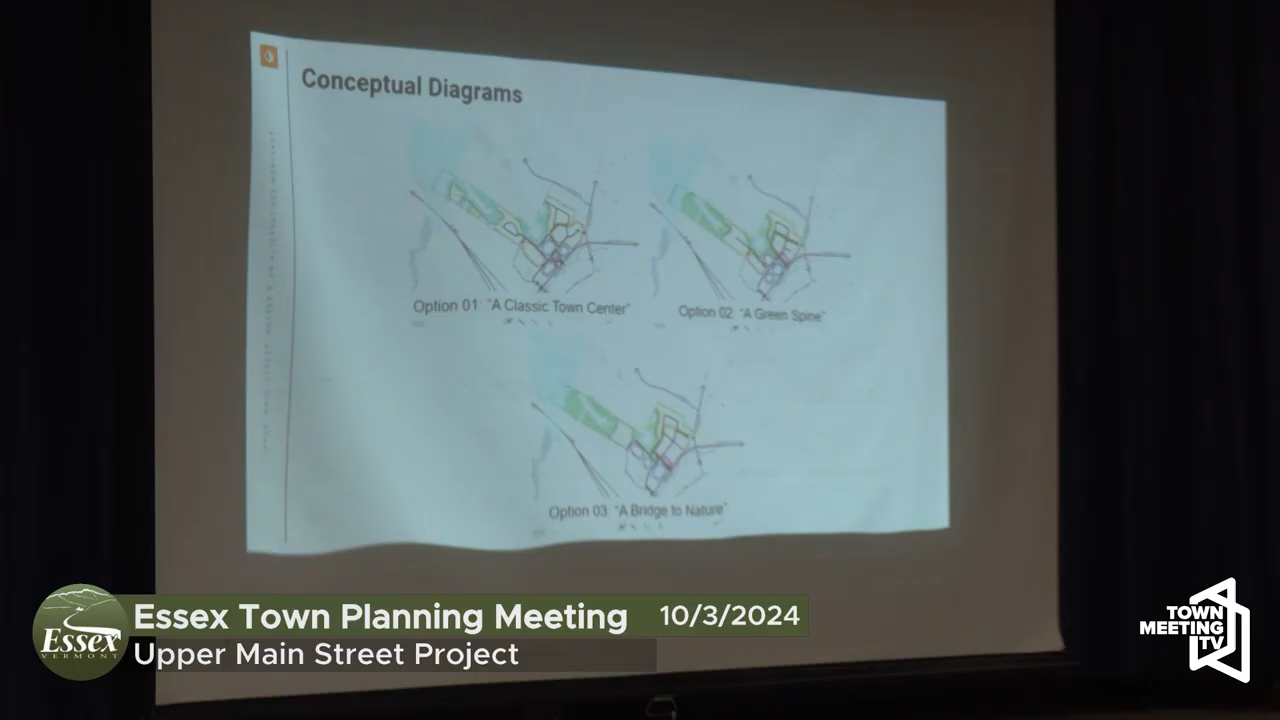 Conceptual Diagrams
Option 01: "A Classic Town Center"
Option 02: "A Green Spine"
Option 03: "A Bridge to Nature"
Essex Town Planning Meeting 10/3/2024
Upper Main Street Project
Essex
VERMONT
TOWN
MEETING
TV